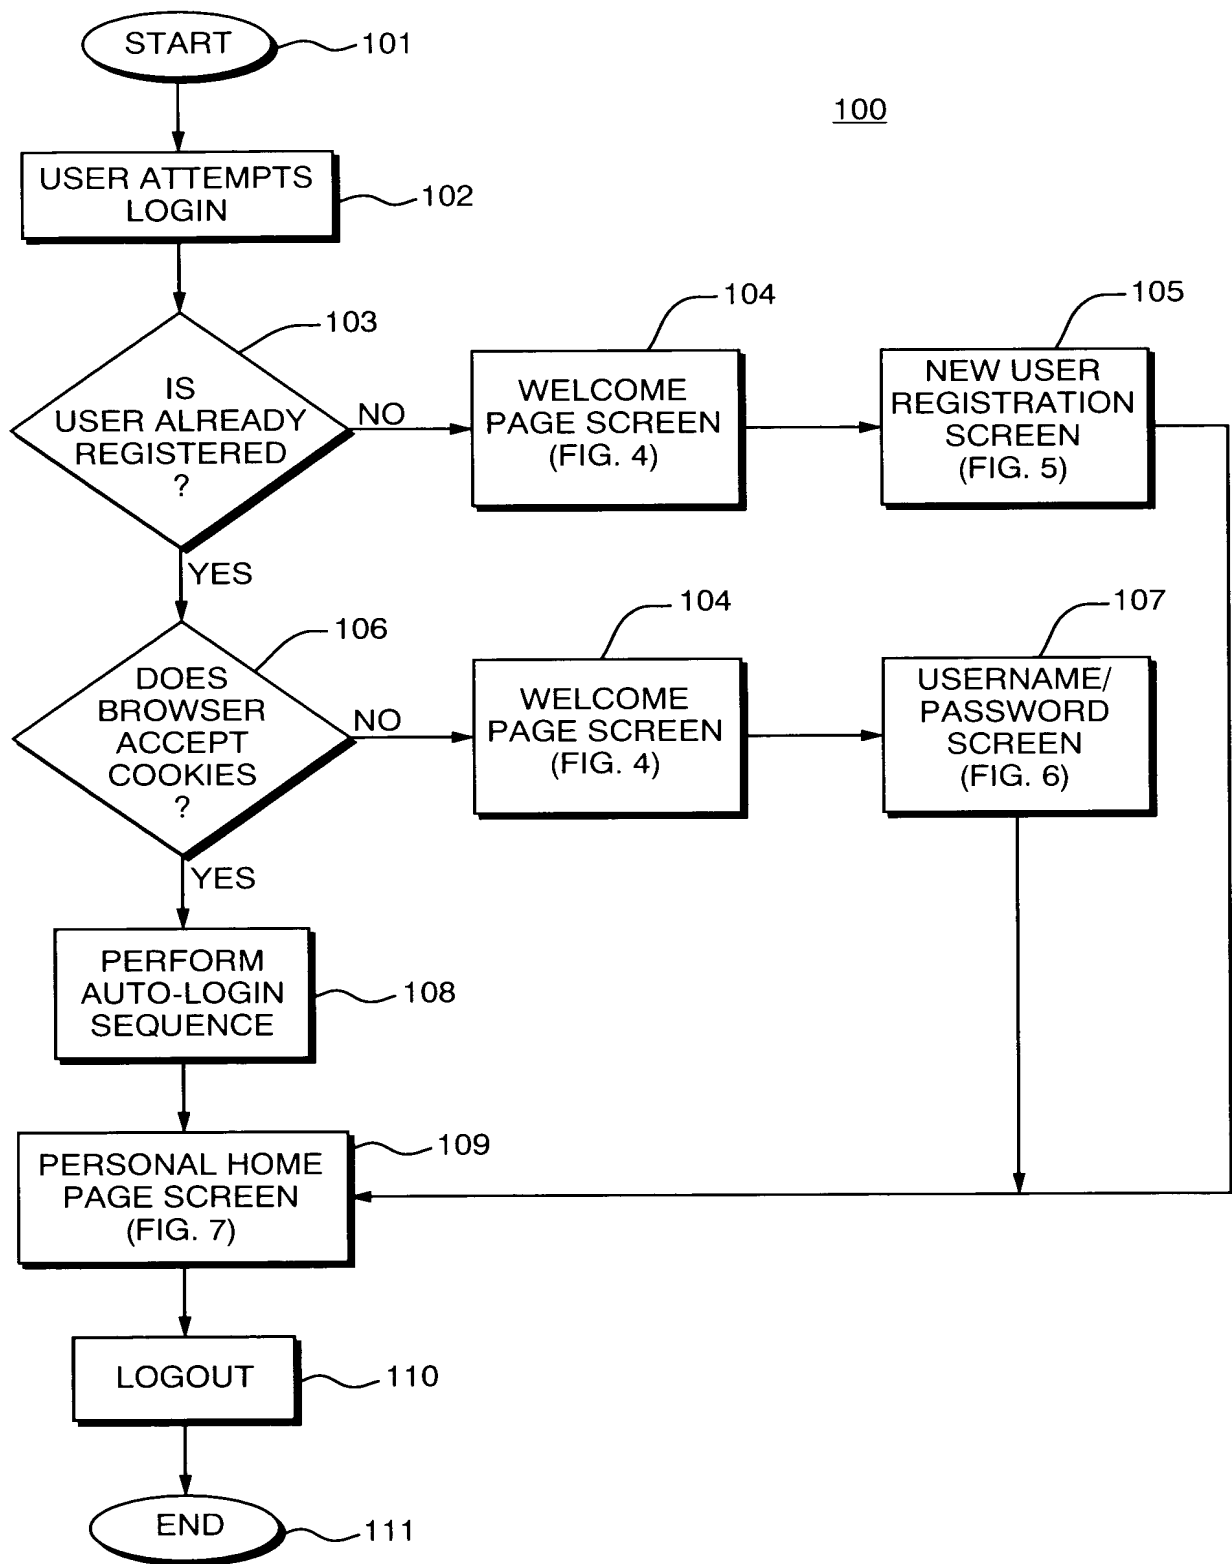 START
101
100
USER ATTEMPTS
LOGIN
102
103
IS
USER ALREADY
REGISTERED
?
NO
104
WELCOME
PAGE SCREEN
(FIG. 4)
105
NEW USER
REGISTRATION
SCREEN
(FIG. 5)
YES
106
DOES
BROWSER
ACCEPT
COOKIES
?
NO
104
WELCOME
PAGE SCREEN
(FIG. 4)
107
USERNAME/
PASSWORD
SCREEN
(FIG. 6)
YES
PERFORM
AUTO-LOGIN
SEQUENCE
108
109
PERSONAL HOME
PAGE SCREEN
(FIG. 7)
LOGOUT
110
END
111